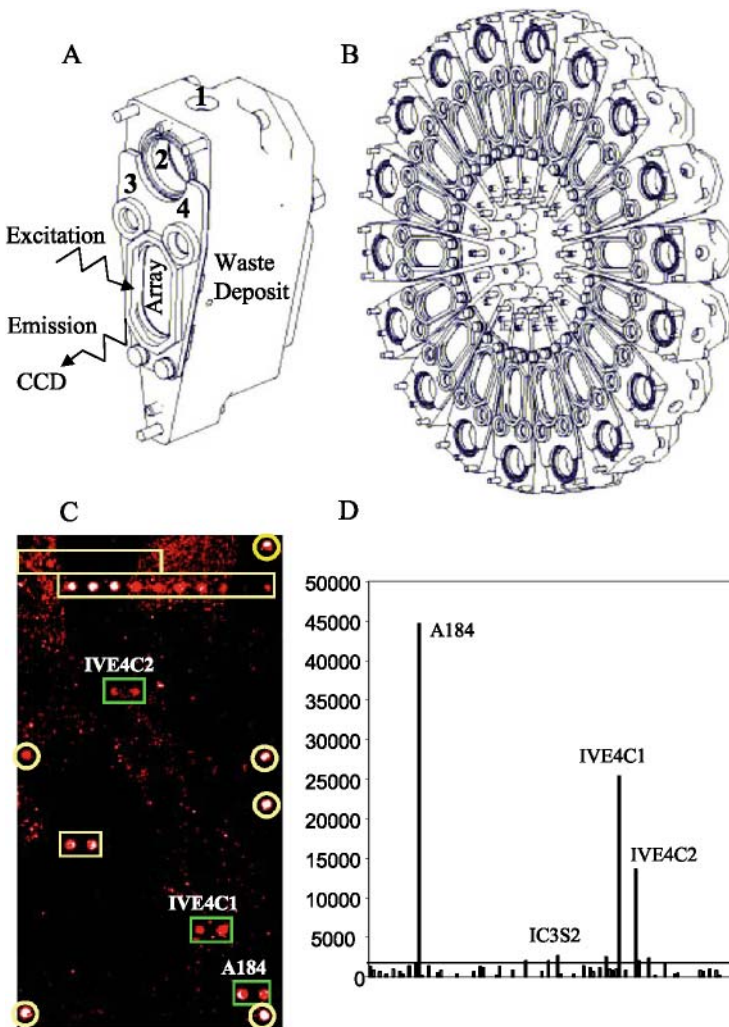 A
B
1
2
3
4
Excitation
Array
Waste
Deposit
Emission
CCD
C
D
IVE4C2
IVE4C1
A184
50000
45000
40000
35000
30000
25000
20000
15000
10000
5000
0
A184
IVE4C1
IVE4C2
IC3S2